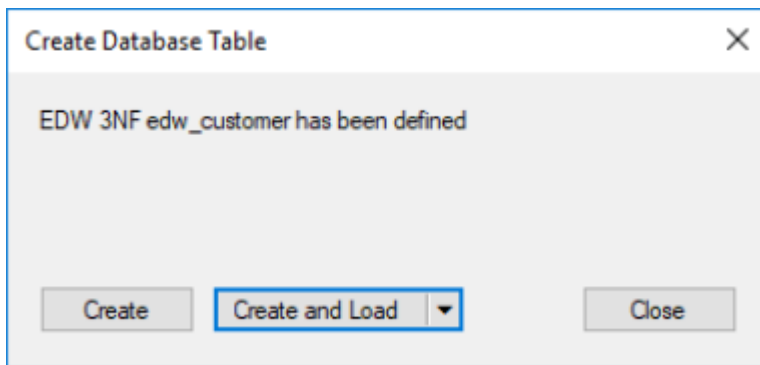 Create Database Table
EDW 3NF edw_customer has been defined
Create
Create and Load
Close